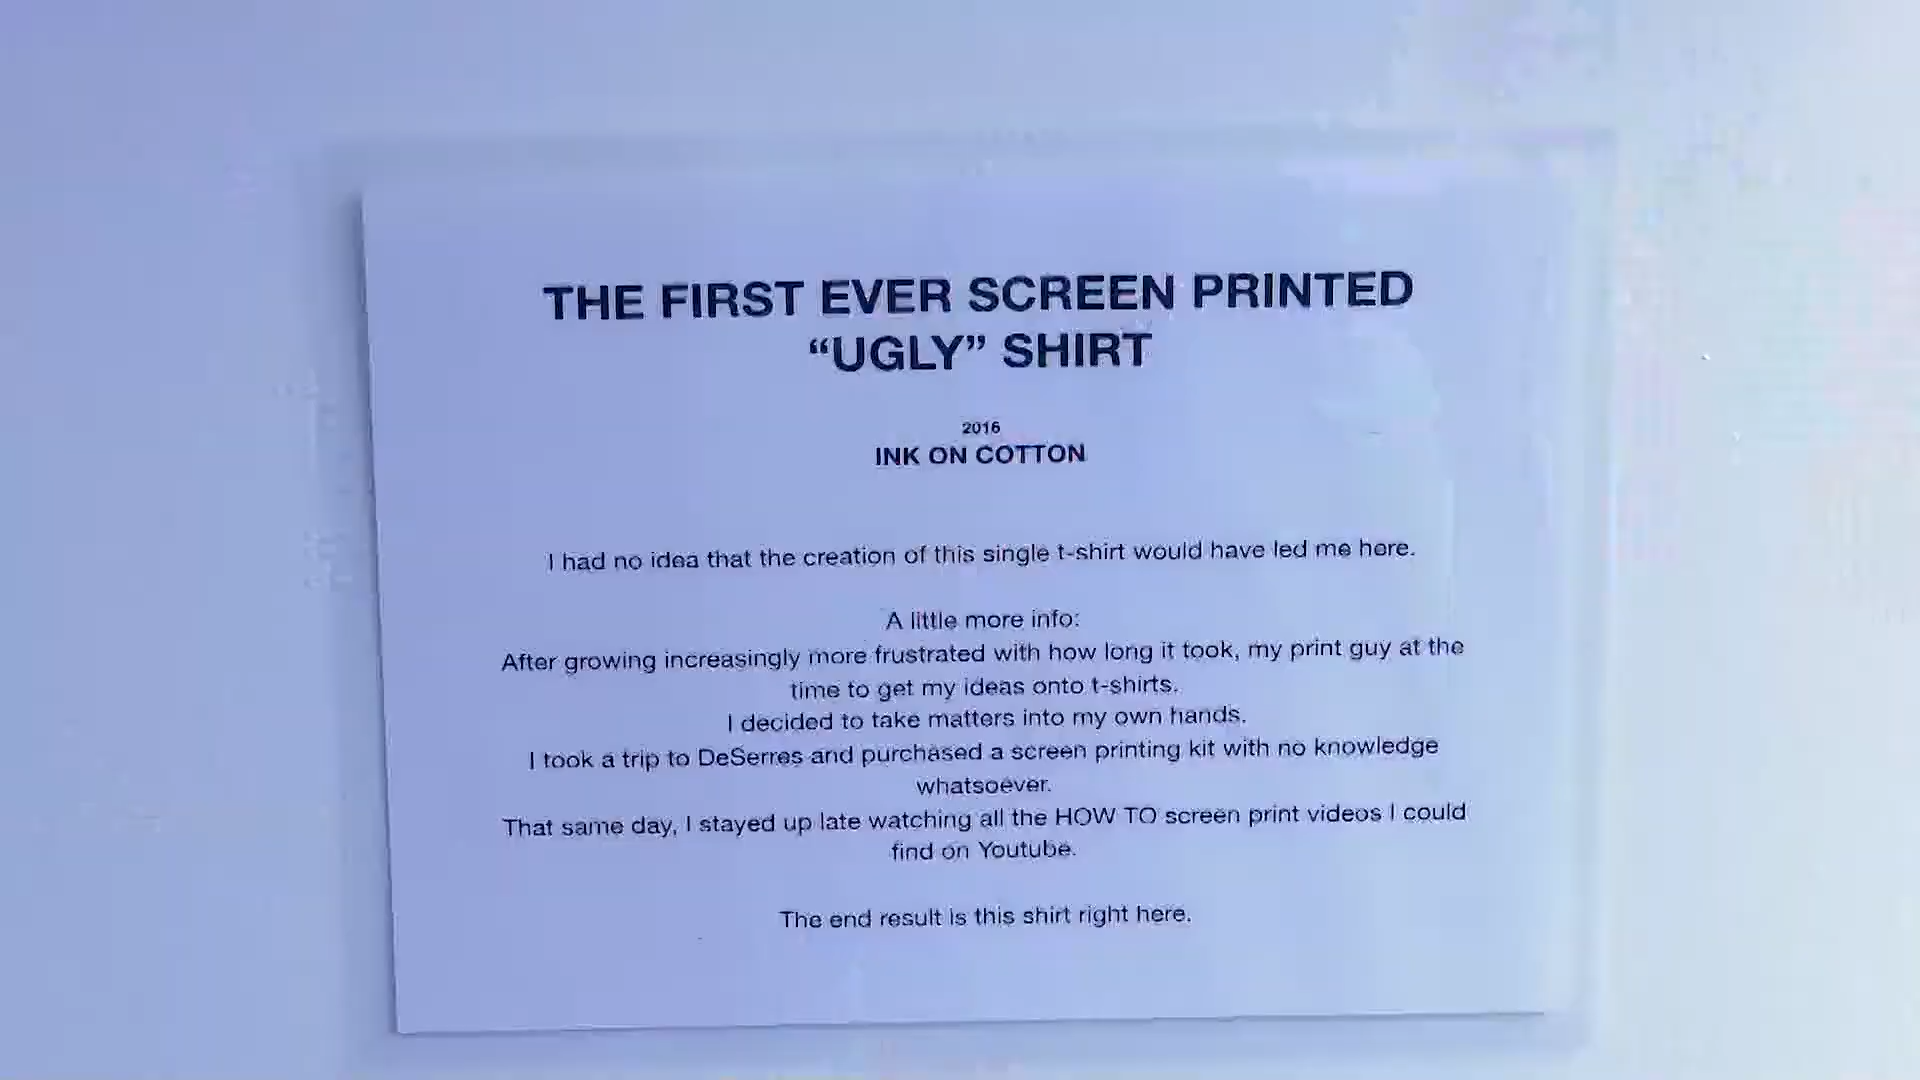 THE FIRST EVER SCREEN PRINTED
“UGLY” SHIRT
2016
INK ON COTTON
I had no idea that the creation of this single t-shirt would have led me here.
A little more info:
After growing increasingly more frustrated with how long it took, my print guy at the
time to get my ideas onto t-shirts.
I decided to take matters into my own hands.
I took a trip to DeSerres and purchased a screen printing kit with no knowledge
whatsoever.
That same day, I stayed up late watching all the HOW TO screen print videos I could
find on Youtube.
The end result is this shirt right here.